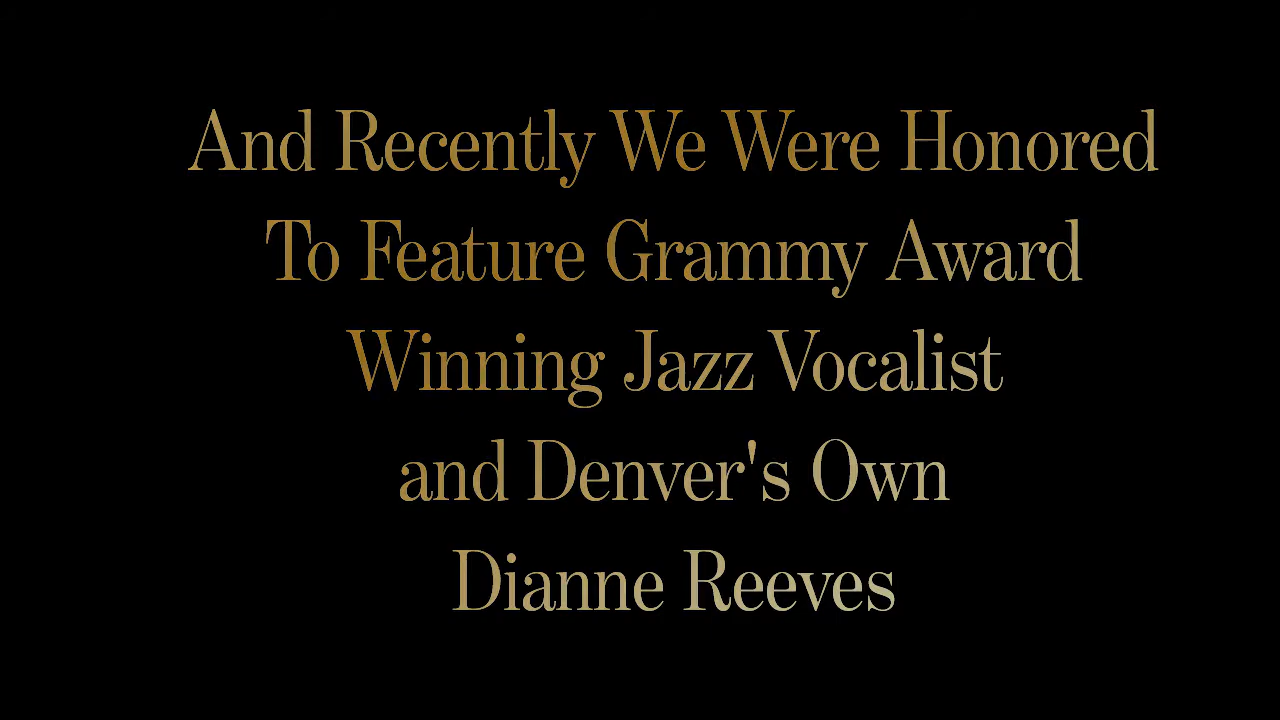 And Recently We Were Honored
To Feature Grammy Award
Winning Jazz Vocalist
and Denver's Own
Dianne Reeves